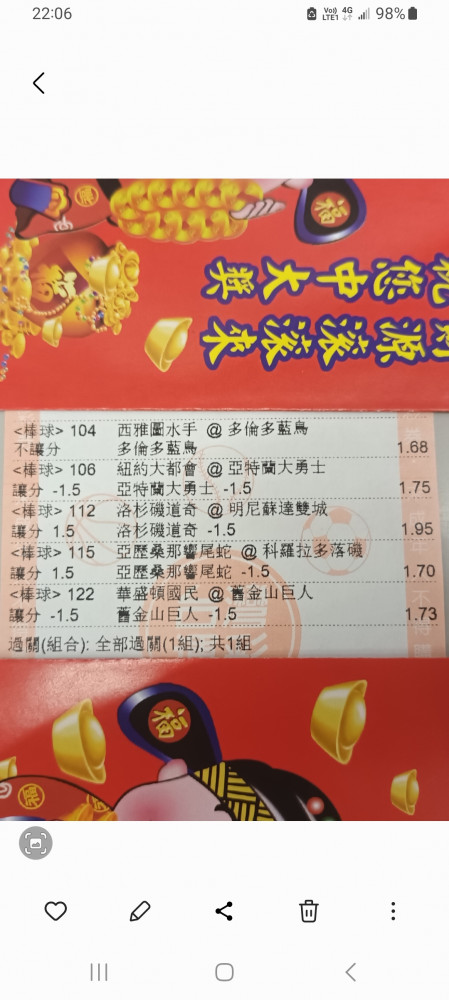 22:06
Vo)) 4G 98%
LTE1
祝您中大獎
財源滾滾來
福
<棒球> 104 西雅圖水手 @ 多倫多藍鳥
不讓分 多倫多藍鳥 1.68
<棒球> 106 紐約大都會 @ 亞特蘭大勇士
讓分 -1.5 亞特蘭大勇士 -1.5 1.75
<棒球> 112 洛杉磯道奇 @ 明尼蘇達雙城
讓分 1.5 洛杉磯道奇 -1.5 1.95
<棒球> 115 亞歷桑那響尾蛇 @ 科羅拉多落磯
讓分 1.5 亞歷桑那響尾蛇 -1.5 1.70
<棒球> 122 華盛頓國民 @ 舊金山巨人
讓分 -1.5 舊金山巨人 -1.5 1.73
過關(組合): 全部過關(1組); 共1組
福